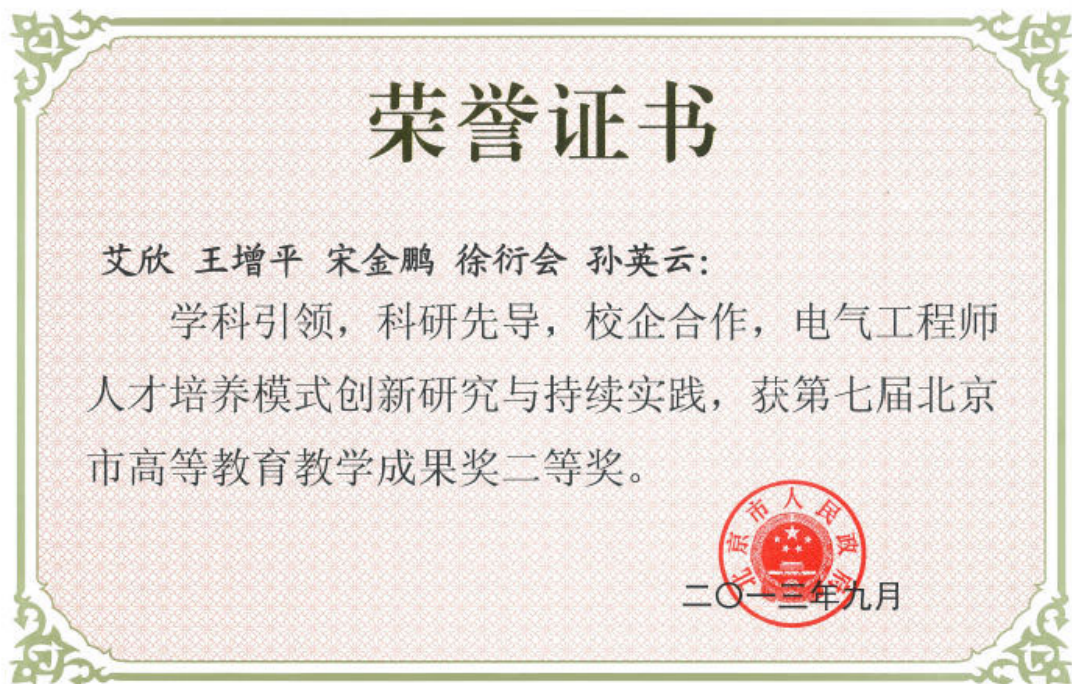 荣誉证书
艾欣 王增平 宋金鹏 徐衍会 孙英云:
学科引领，科研先导，校企合作，电气工程师
人才培养模式创新研究与持续实践，获第七届北京
市高等教育教学成果奖二等奖。
北京市人民政府
二〇一三年九月